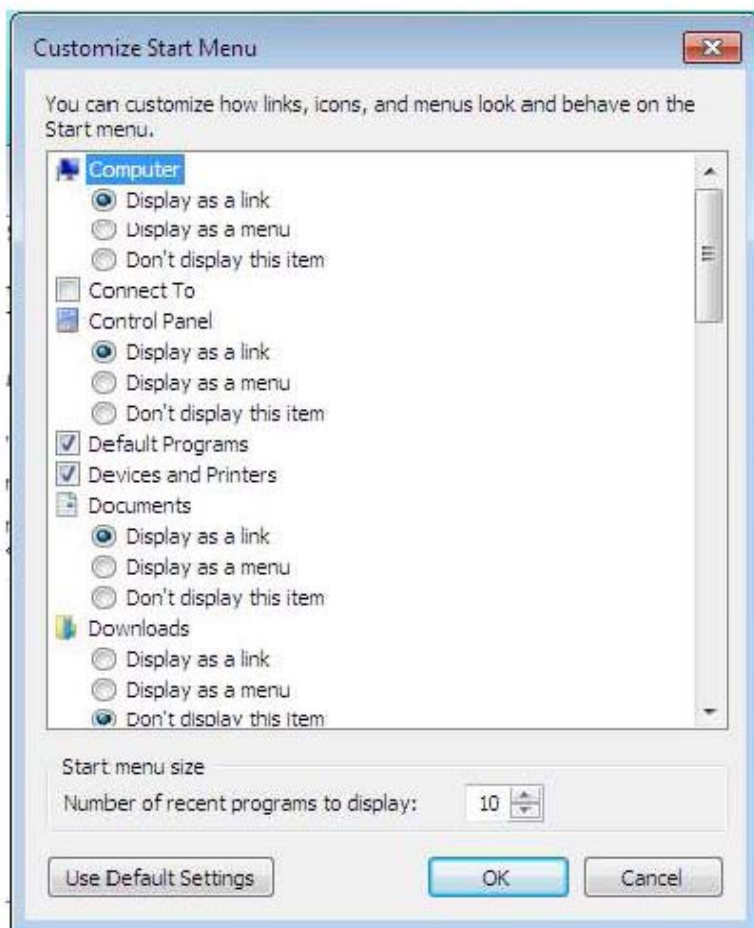 Customize Start Menu
You can customize how links, icons, and menus look and behave on the
Start menu.
Computer
Display as a link
Display as a menu
Don't display this item
Connect To
Control Panel
Display as a link
Display as a menu
Don't display this item
Default Programs
Devices and Printers
Documents
Display as a link
Display as a menu
Don't display this item
Downloads
Display as a link
Display as a menu
Don't display this item
Start menu size
Number of recent programs to display: 10
Use Default Settings OK Cancel